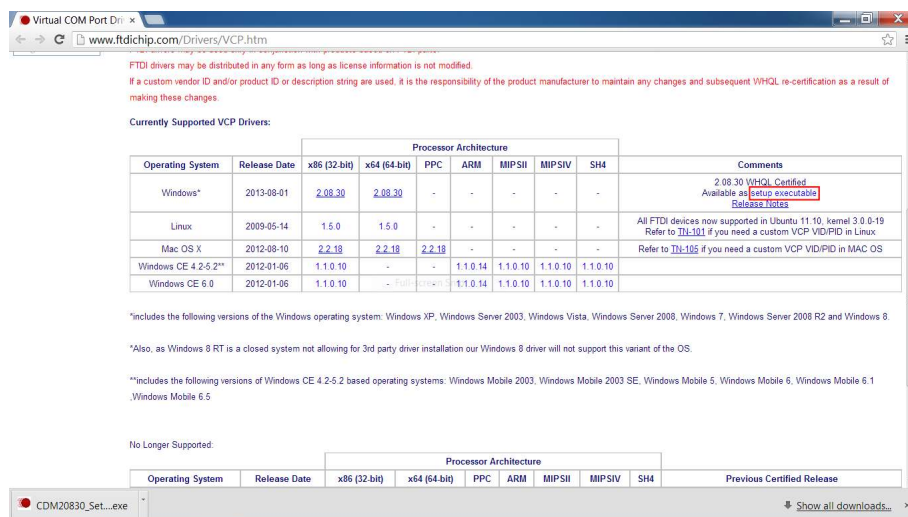 Virtual COM Port Dri
www.ftdichip.com/Drivers/VCP.htm
FTDI drivers may be distributed in any form as long as license information is not modified.
If a custom vendor ID and/or product ID or description string are used, it is the responsibility of the product manufacturer to maintain any changes and subsequent WHQL re-certification as a result of
making these changes.
Currently Supported VCP Drivers:
Processor Architecture
Operating System Release Date x86 (32-bit) x64 (64-bit) PPC ARM MIPSII MIPSIV SH4 Comments
2.08.30 WHQL Certified
Windows* 2013-08-01 2.08.30 2.08.30 - - - - - Available as setup executable
Release Notes
Linux 2009-05-14 1.5.0 1.5.0 - - - - - All FTDI devices now supported in Ubuntu 11.10, kernel 3.0.0-19
Refer to TN-101 if you need a custom VCP VID/PID in Linux
Mac OS X 2012-08-10 2.2.18 2.2.18 2.2.18 - - - - Refer to TN-105 if you need a custom VCP VID/PID in MAC OS
Windows CE 4.2-5.2** 2012-01-06 1.1.0.10 - - 1.1.0.14 1.1.0.10 1.1.0.10 1.1.0.10
Windows CE 6.0 2012-01-06 1.1.0.10 - - 1.1.0.14 1.1.0.10 1.1.0.10 1.1.0.10
*includes the following versions of the Windows operating system: Windows XP, Windows Server 2003, Windows Vista, Windows Server 2008, Windows 7, Windows Server 2008 R2 and Windows 8.
*Also, as Windows 8 RT is a closed system not allowing for 3rd party driver installation our Windows 8 driver will not support this variant of the OS.
**includes the following versions of Windows CE 4.2-5.2 based operating systems: Windows Mobile 2003, Windows Mobile 2003 SE, Windows Mobile 5, Windows Mobile 6, Windows Mobile 6.1
,Windows Mobile 6.5
No Longer Supported:
Processor Architecture
Operating System Release Date x86 (32-bit) x64 (64-bit) PPC ARM MIPSII MIPSIV SH4 Previous Certified Release
CDM20830_Set....exe
Show all downloads...